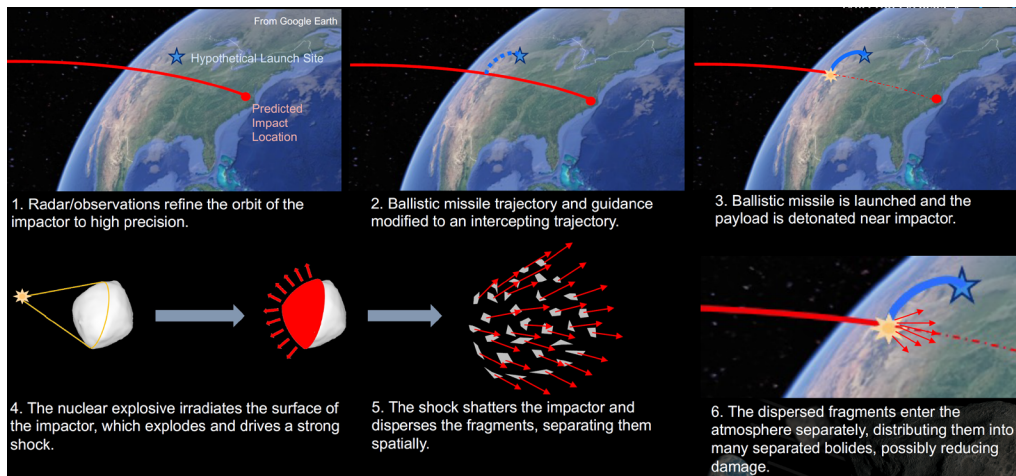 From Google Earth
Hypothetical Launch Site
Predicted
Impact
Location
1. Radar/observations refine the orbit of the
impactor to high precision.
2. Ballistic missile trajectory and guidance
modified to an intercepting trajectory.
3. Ballistic missile is launched and the
payload is detonated near impactor.
4. The nuclear explosive irradiates the surface of
the impactor, which explodes and drives a strong
shock.
5. The shock shatters the impactor and
disperses the fragments, separating them
spatially.
6. The dispersed fragments enter the
atmosphere separately, distributing them into
many separated bolides, possibly reducing
damage.